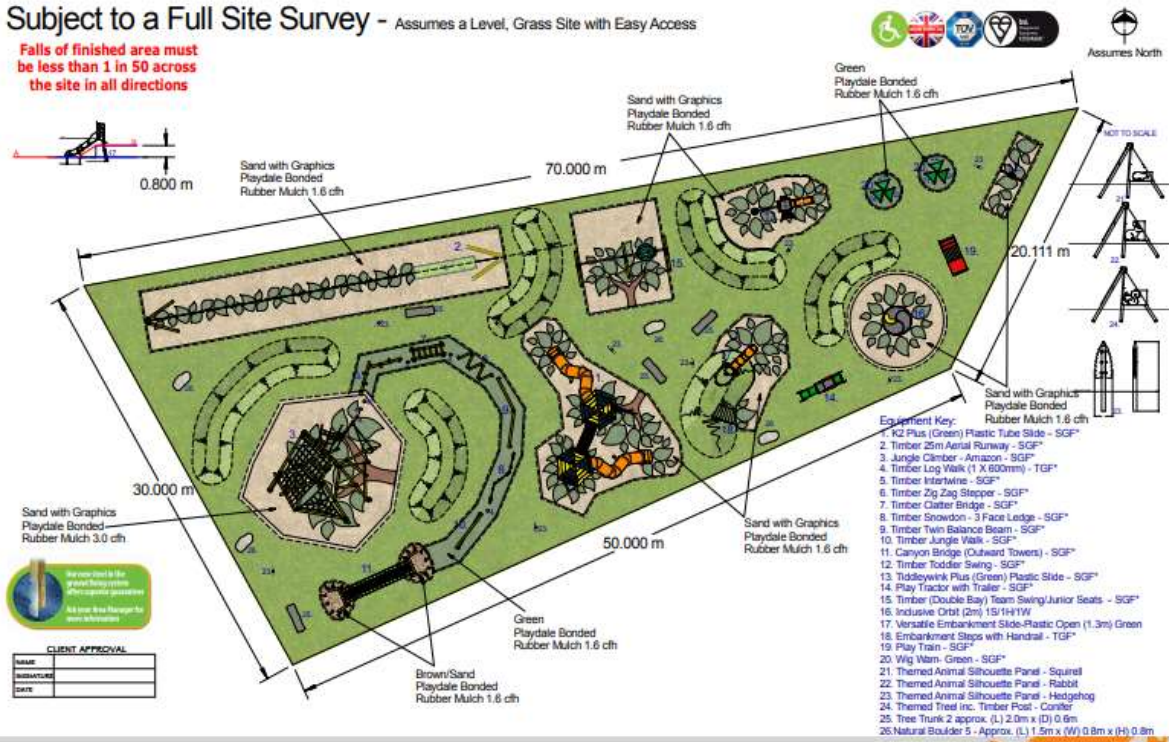 Subject to a Full Site Survey - Assumes a Level, Grass Site with Easy Access
Falls of finished area must
be less than 1 in 50 across
the site in all directions
Assumes North
NOT TO SCALE
0.800 m
Sand with Graphics
Playdale Bonded
Rubber Mulch 1.6 cfh
Sand with Graphics
Playdale Bonded
Rubber Mulch 1.6 cfh
Green
Playdale Bonded
Rubber Mulch 1.6 cfh
70.000 m
20.111 m
30.000 m
50.000 m
Sand with Graphics
Playdale Bonded
Rubber Mulch 1.6 cfh
Sand with Graphics
Playdale Bonded
Rubber Mulch 3.0 cfh
Sand with Graphics
Playdale Bonded
Rubber Mulch 1.6 cfh
Green
Playdale Bonded
Rubber Mulch 1.6 cfh
Brown/Sand
Playdale Bonded
Rubber Mulch 1.6 cfh
CLIENT APPROVAL
NAME
SIGNATURE
DATE
Equipment Key:
1. K2 Plus (Green) Plastic Tube Slide - SGF*
2. Timber 25m Aerial Runway - SGF*
3. Jungle Climber - Amazon - SGF*
4. Timber Log Walk (1 X 600mm) - TGF*
5. Timber Intertwine - SGF*
6. Timber Zig Zag Stepper - SGF*
7. Timber Clatter Bridge - SGF*
8. Timber Snowdon - 3 Face Ledge - SGF*
9. Timber Twin Balance Beam - SGF*
10. Timber Jungle Walk - SGF*
11. Canyon Bridge (Outward Towers) - SGF*
12. Timber Toddler Swing - SGF*
13. Tiddleywink Plus (Green) Plastic Slide - SGF*
14. Play Tractor with Trailer - SGF*
15. Timber (Double Bay) Team Swing/Junior Seats - SGF*
16. Inclusive Orbit (2m) 1S/1H/1W
17. Versatile Embankment Slide-Plastic Open (1.3m) Green
18. Embankment Steps with Handrail - TGF*
19. Play Train - SGF*
20. Wig Wam- Green - SGF*
21. Themed Animal Silhouette Panel - Squirell
22. Themed Animal Silhouette Panel - Rabbit
23. Themed Animal Silhouette Panel - Hedgehog
24. Themed Treel inc. Timber Post - Conifer
25. Tree Trunk 2 approx. (L) 2.0m x (D) 0.6m
26.Natural Boulder 5 - Approx. (L) 1.5m x (W) 0.8m x (H) 0.8m